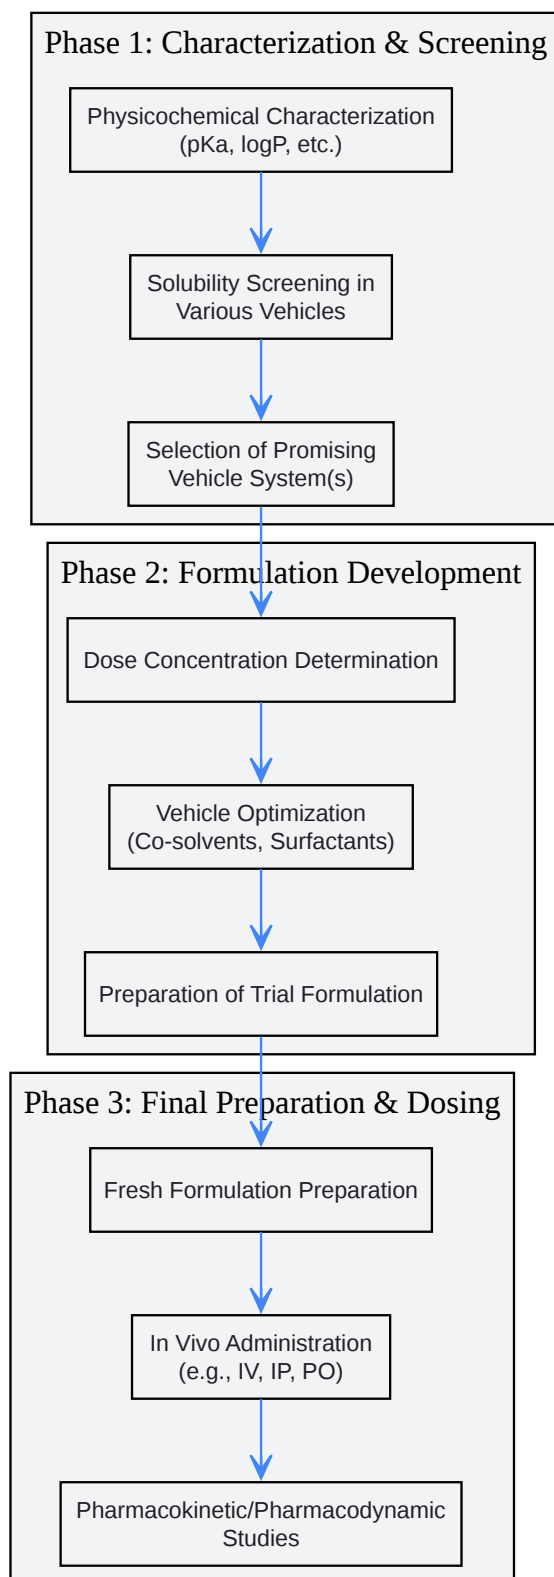 Phase 1: Characterization & Screening
Physicochemical Characterization
(pKa, logP, etc.)
Solubility Screening in
Various Vehicles
Selection of Promising
Vehicle System(s)
Phase 2: Formulation Development
Dose Concentration Determination
Vehicle Optimization
(Co-solvents, Surfactants)
Preparation of Trial Formulation
Phase 3: Final Preparation & Dosing
Fresh Formulation Preparation
In Vivo Administration
(e.g., IV, IP, PO)
Pharmacokinetic/Pharmacodynamic
Studies